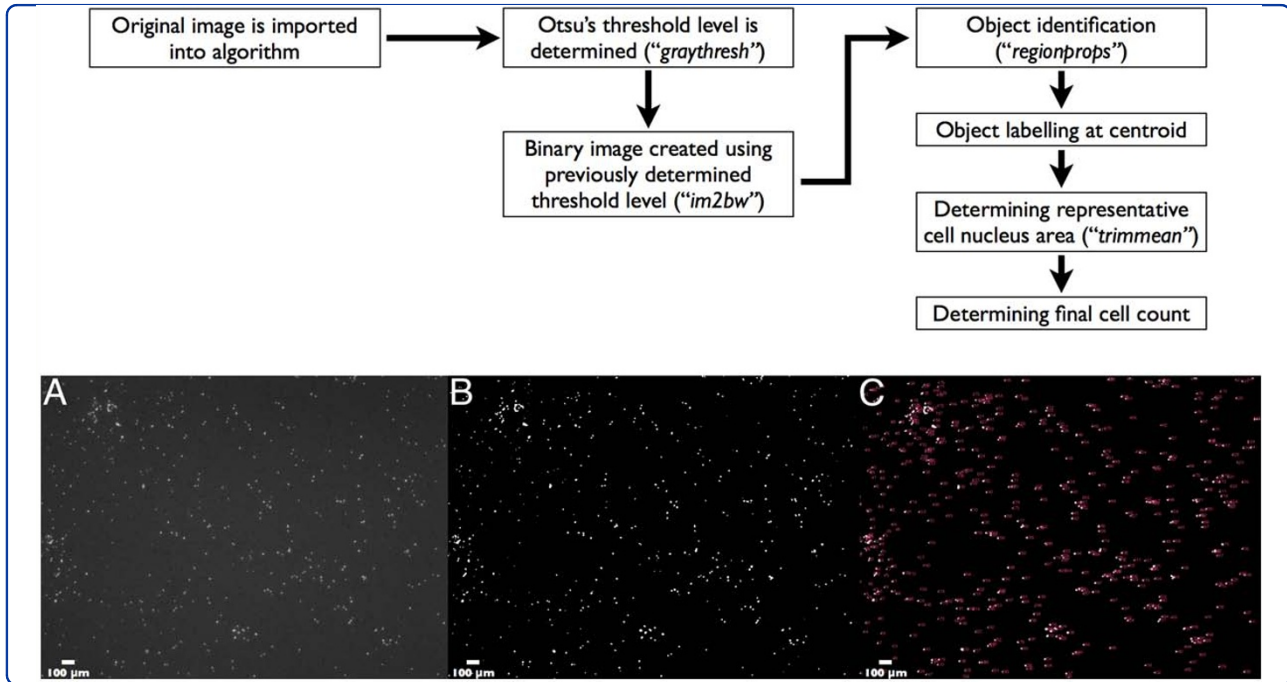 Original image is imported
into algorithm
Otsu's threshold level is
determined (“graythresh”)
Binary image created using
previously determined
threshold level (“im2bw”)
Object identification
(“regionprops”)
Object labelling at centroid
Determining representative
cell nucleus area (“trimmean”)
Determining final cell count
A
B
C
100 µm
100 µm
100 µm